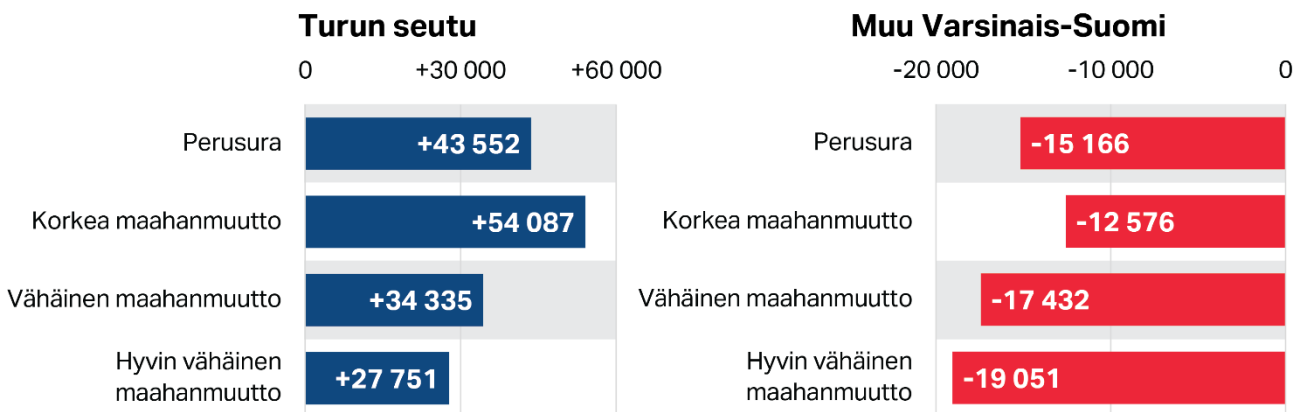 Turun seutu
0 +30 000 +60 000
Perusura +43 552
Korkea maahanmuutto +54 087
Vähäinen maahanmuutto +34 335
Hyvin vähäinen
maahanmuutto +27 751
Muu Varsinais-Suomi
-20 000 -10 000 0
Perusura -15 166
Korkea maahanmuutto -12 576
Vähäinen maahanmuutto -17 432
Hyvin vähäinen
maahanmuutto -19 051